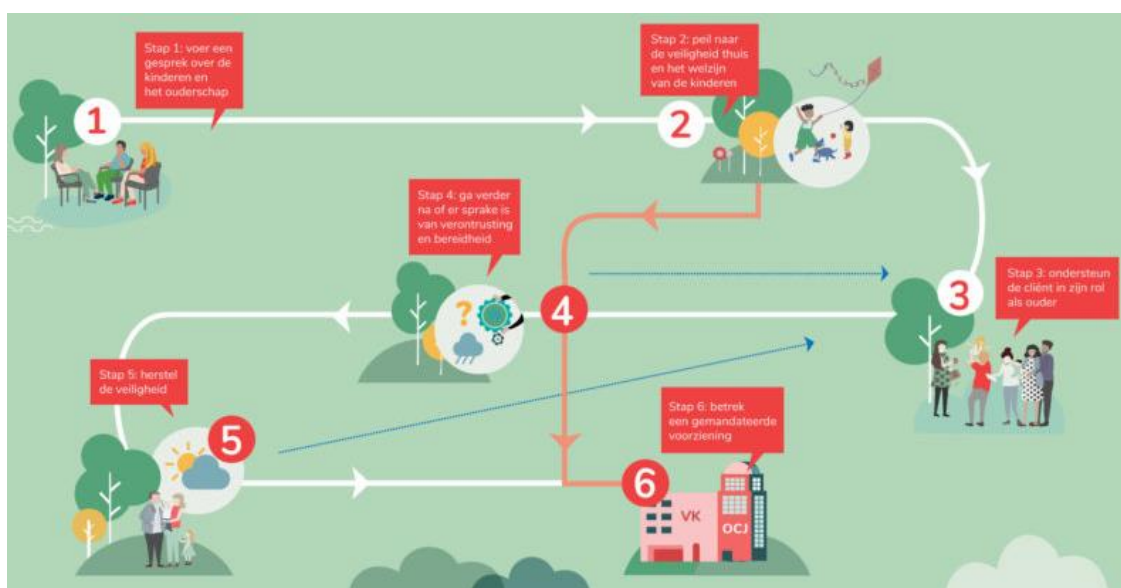 Stap 1: voer een
gesprek over de
kinderen en
het ouderschap
1
Stap 2: peil naar
de veiligheid thuis
en het welzijn
van de kinderen
2
Stap 3: ondersteun
de cliënt in zijn rol
als ouder
3
Stap 4: ga verder
na of er sprake is
van verontrusting
en bereidheid
?
4
Stap 5: herstel
de veiligheid
5
Stap 6: betrek
een gemandateerde
voorziening
6
VK
OCJ